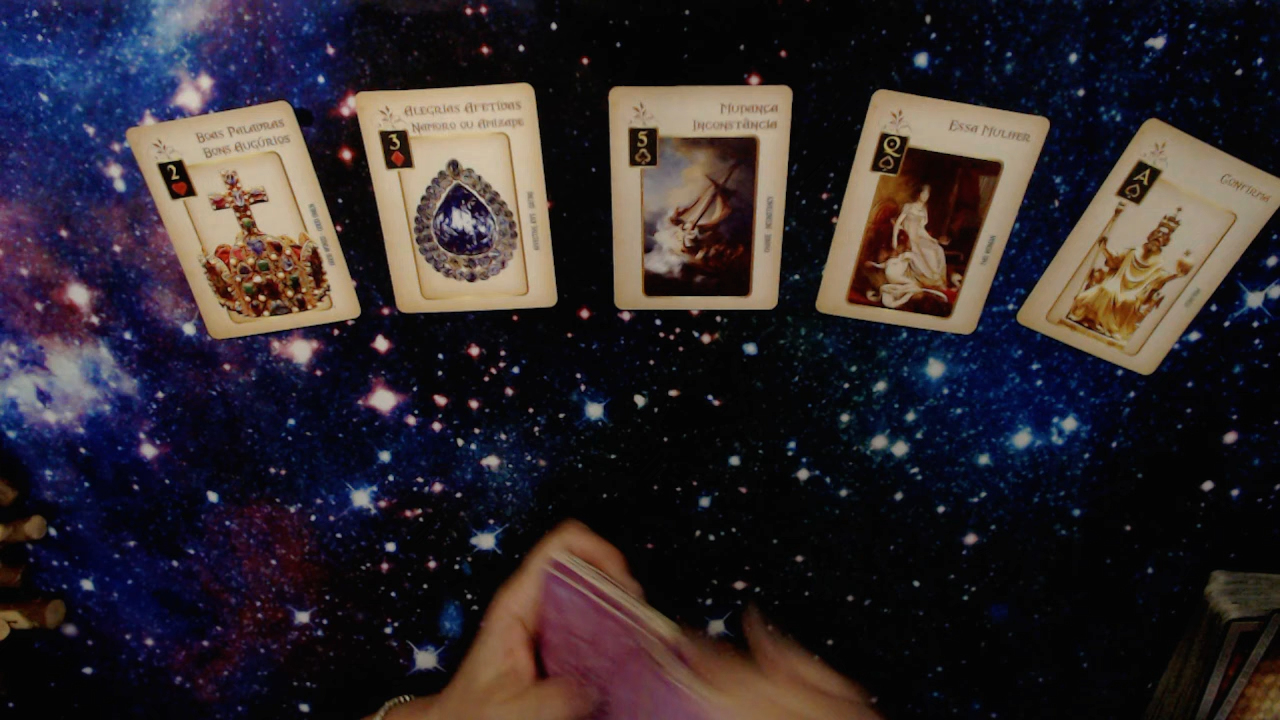 Boas Palavras
Bons Augúrios
2
Alegrias Afetivas
Namoro ou Amizade
3
Mudança
Inconstância
5
Essa Mulher
Q
Confirma
A